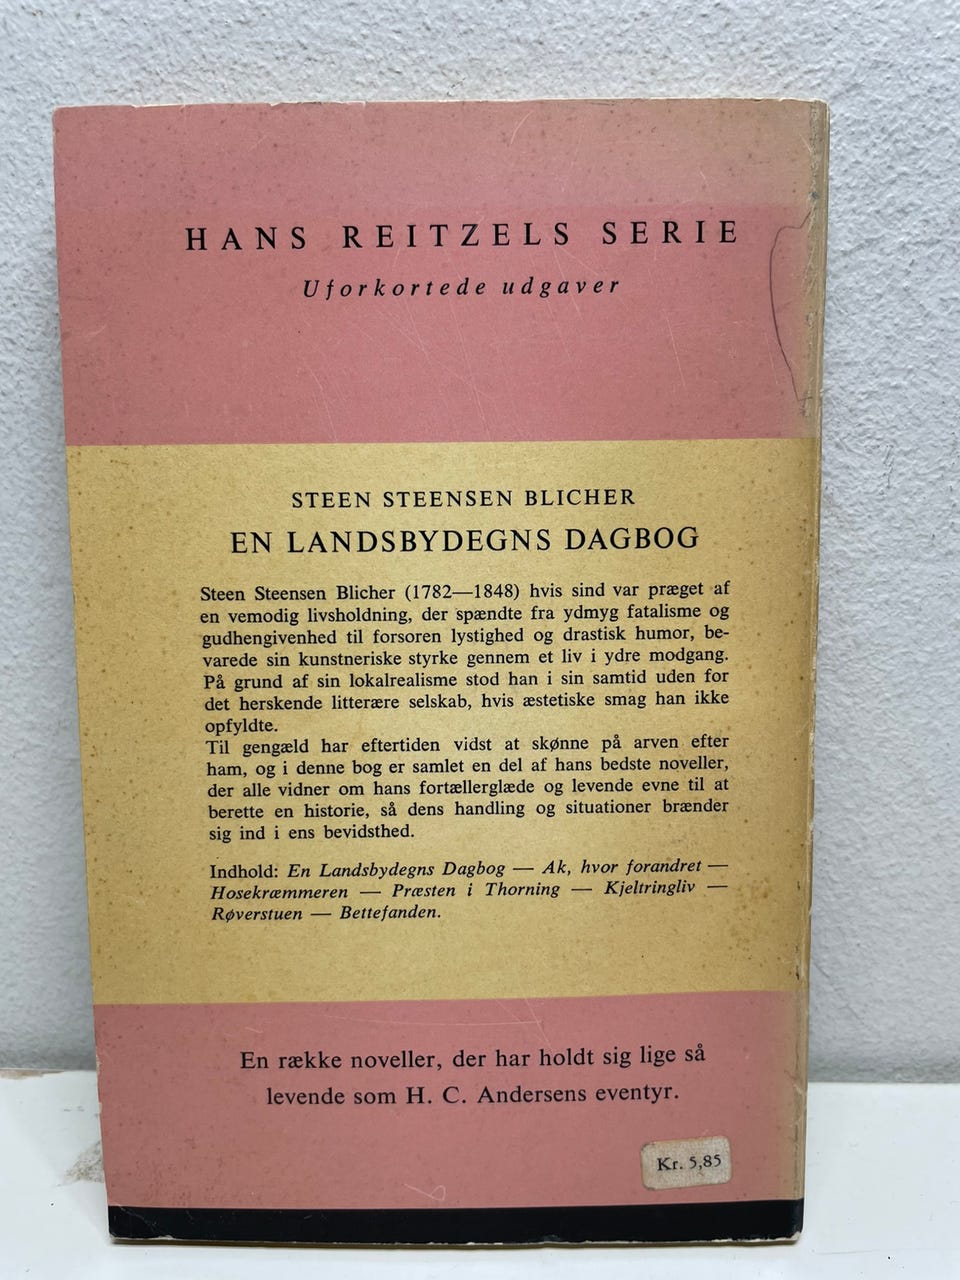 HANS REITZELS SERIE
Uforkortede udgaver
STEEN STEENSEN BLICHER
EN LANDSBYDEGNS DAGBOG
Steen Steensen Blicher (1782—1848) hvis sind var præget af
en vemodig livsholdning, der spændte fra ydmyg fatalisme og
gudhengivenhed til forsoren lystighed og drastisk humor, be-
varede sin kunstneriske styrke gennem et liv i ydre modgang.
På grund af sin lokalrealisme stod han i sin samtid uden for
det herskende litterære selskab, hvis æstetiske smag han ikke
opfyldte.
Til gengæld har eftertiden vidst at skønne på arven efter
ham, og i denne bog er samlet en del af hans bedste noveller,
der alle vidner om hans fortællerglæde og levende evne til at
berette en historie, så dens handling og situationer brænder
sig ind i ens bevidsthed.
Indhold: En Landsbydegns Dagbog — Ak, hvor forandret —
Hosekræmmeren — Præsten i Thorning — Kjeltringliv —
Røverstuen — Bettefanden.
En række noveller, der har holdt sig lige så
levende som H. C. Andersens eventyr.
Kr. 5,85